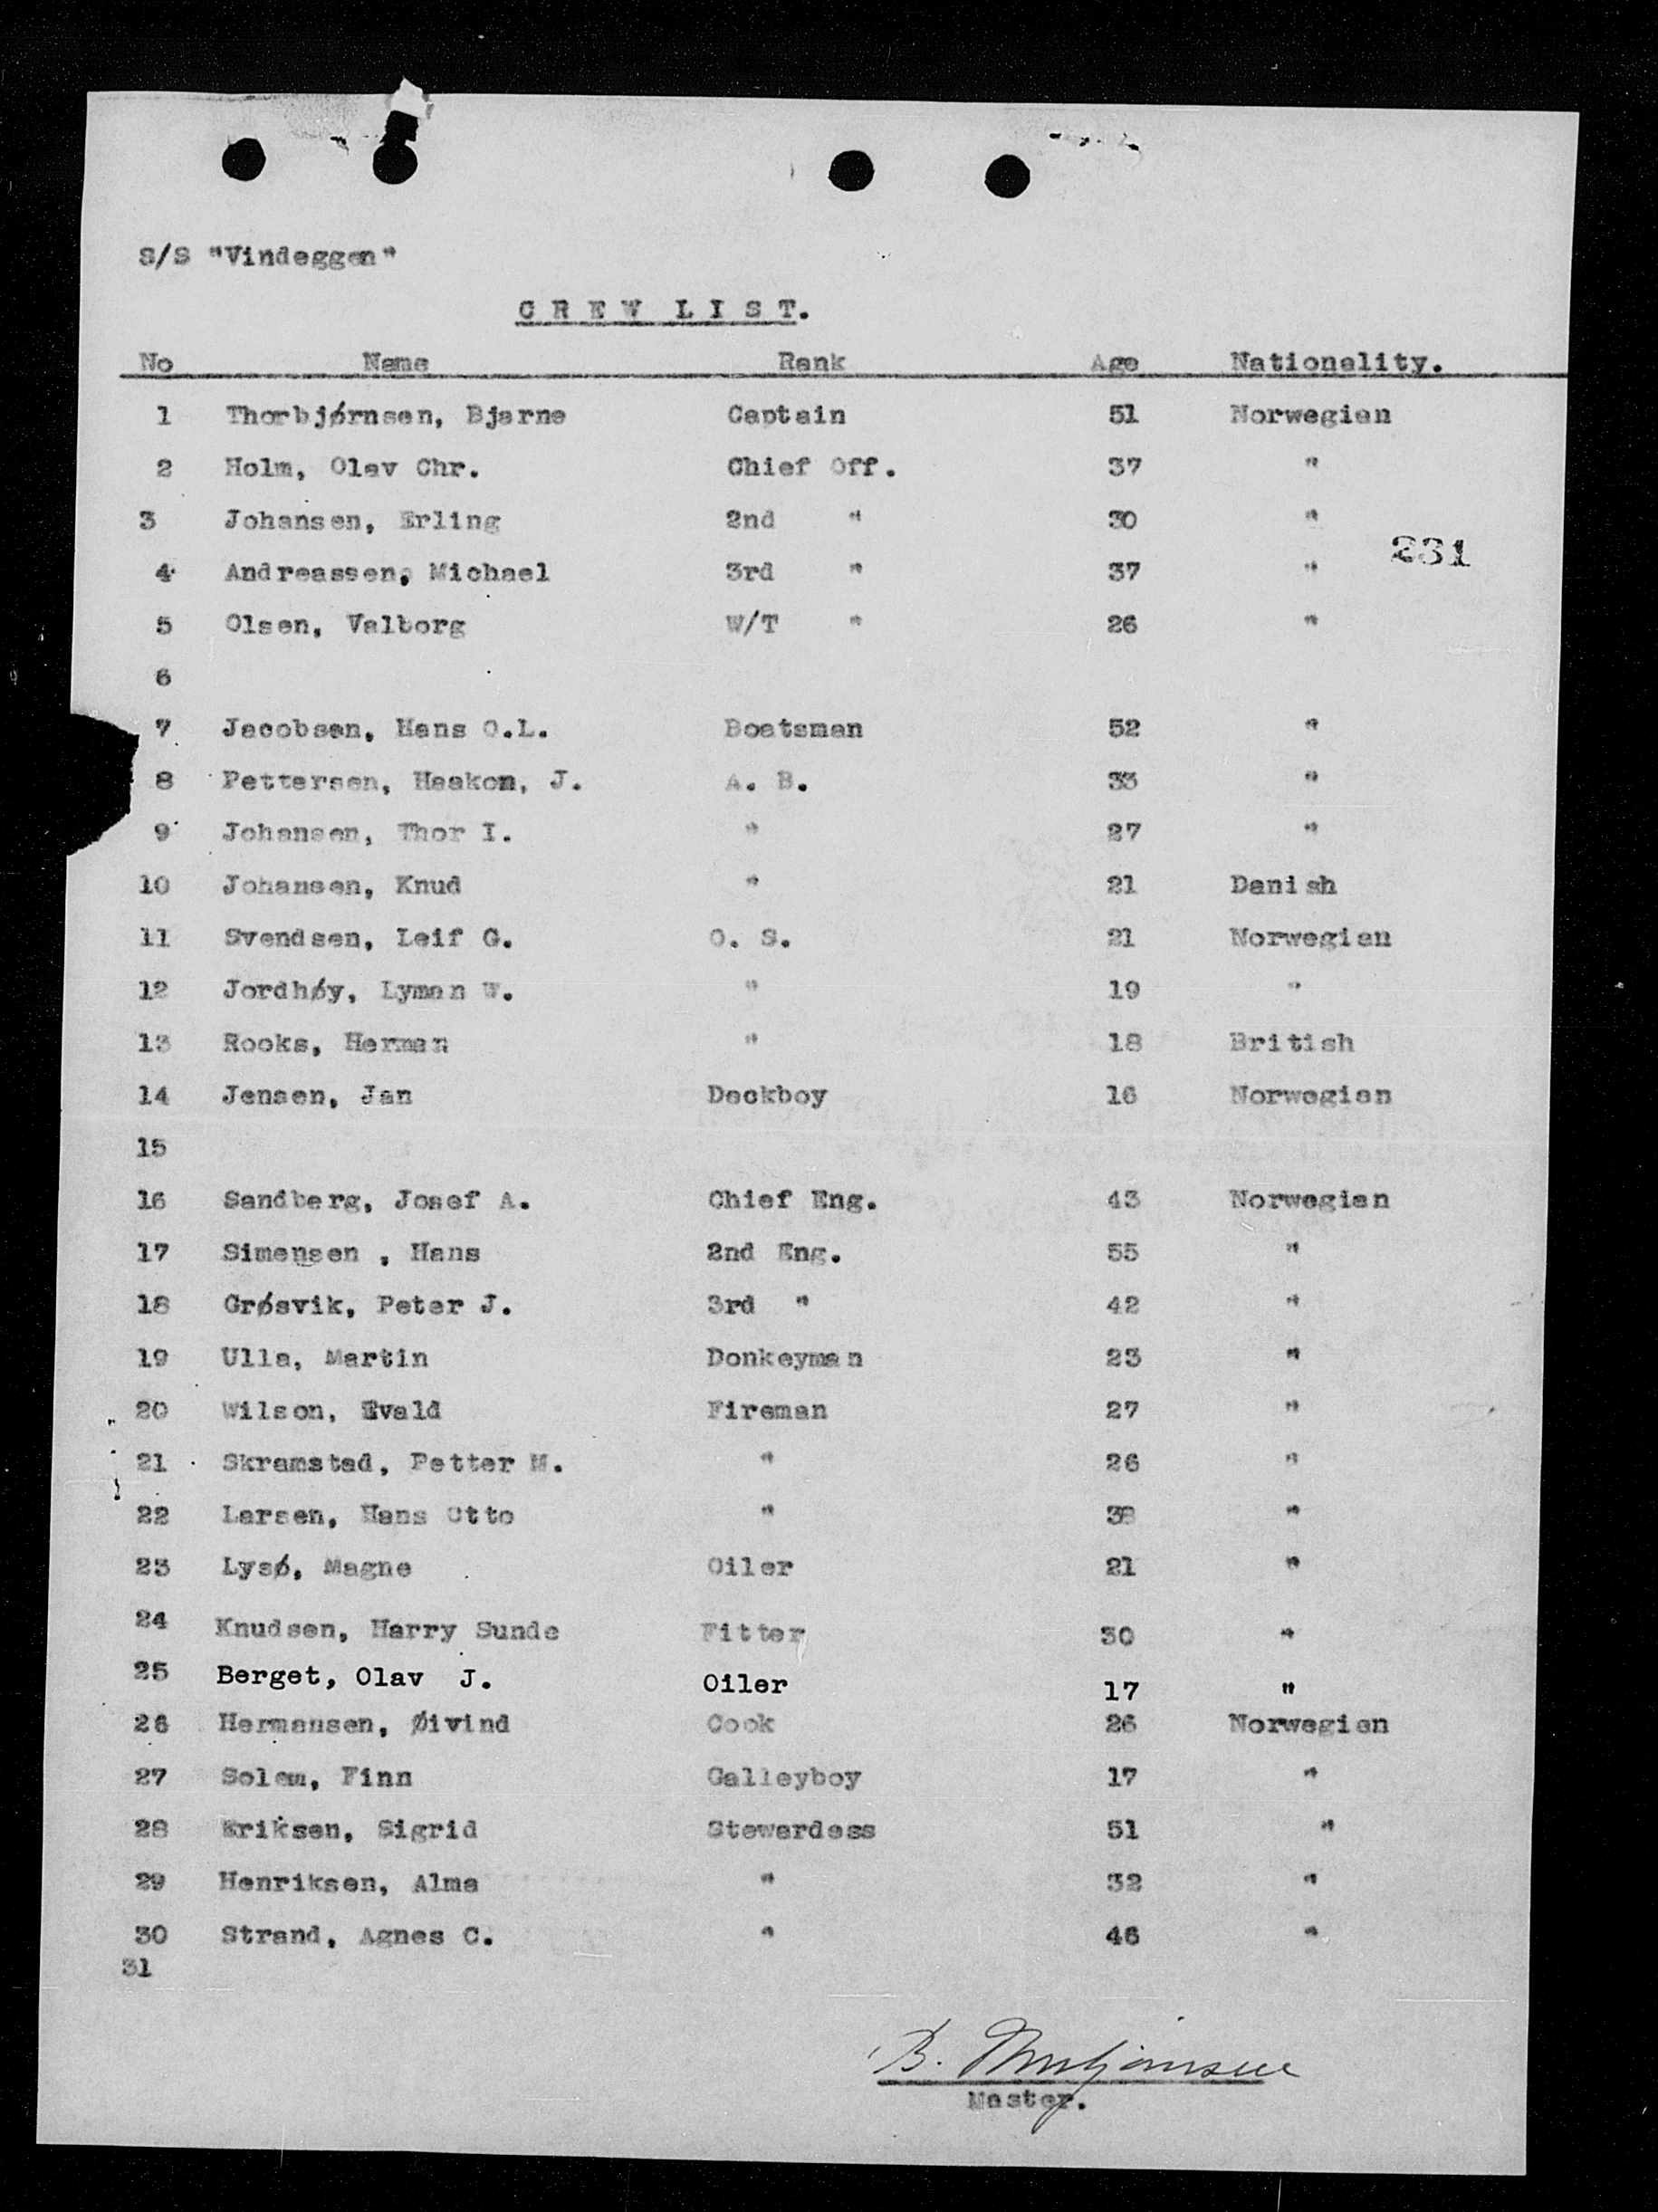 S/S "Vindeggen"
CREW LIST.
No Name Rank Age Nationality.
1 Thorbjørnsen, Bjarne Captain 51 Norwegian
2 Holm, Olav Chr. Chief Off. 37 "
3 Johansen, Erling 2nd " 30 "
231
4 Andreassen, Michael 3rd " 37 "
5 Olsen, Valborg W/T " 26 "
6
7 Jacobsen, Hans O.L. Boatsman 52 "
8 Pettersen, Haakon, J. A. B. 33 "
9 Johansen, Thor I. " 27 "
10 Johansen, Knud " 21 Danish
11 Svendsen, Leif G. O. S. 21 Norwegian
12 Jordhøy, Lyman W. " 19 "
13 Rooks, Herman " 18 British
14 Jensen, Jan Deckboy 16 Norwegian
15
16 Sandberg, Josef A. Chief Eng. 43 Norwegian
17 Simensen , Hans 2nd Eng. 55 "
18 Grøsvik, Peter J. 3rd " 42 "
19 Ulla, Martin Donkeyman 23 "
20 Wilson, Evald Fireman 27 "
21 Skramstad, Petter M. " 26 "
22 Larsen, Hans Otto " 38 "
23 Lysø, Magne Oiler 21 "
24 Knudsen, Harry Sunde Fitter 30 "
25 Berget, Olav J. Oiler 17 "
26 Hermansen, Øivind Cook 26 Norwegian
27 Solem, Finn Galleyboy 17 "
28 Eriksen, Sigrid Stewardess 51 "
29 Henriksen, Alma " 32 "
30 Strand, Agnes C. " 46 "
31
B. Thorbjørnsen
Master.